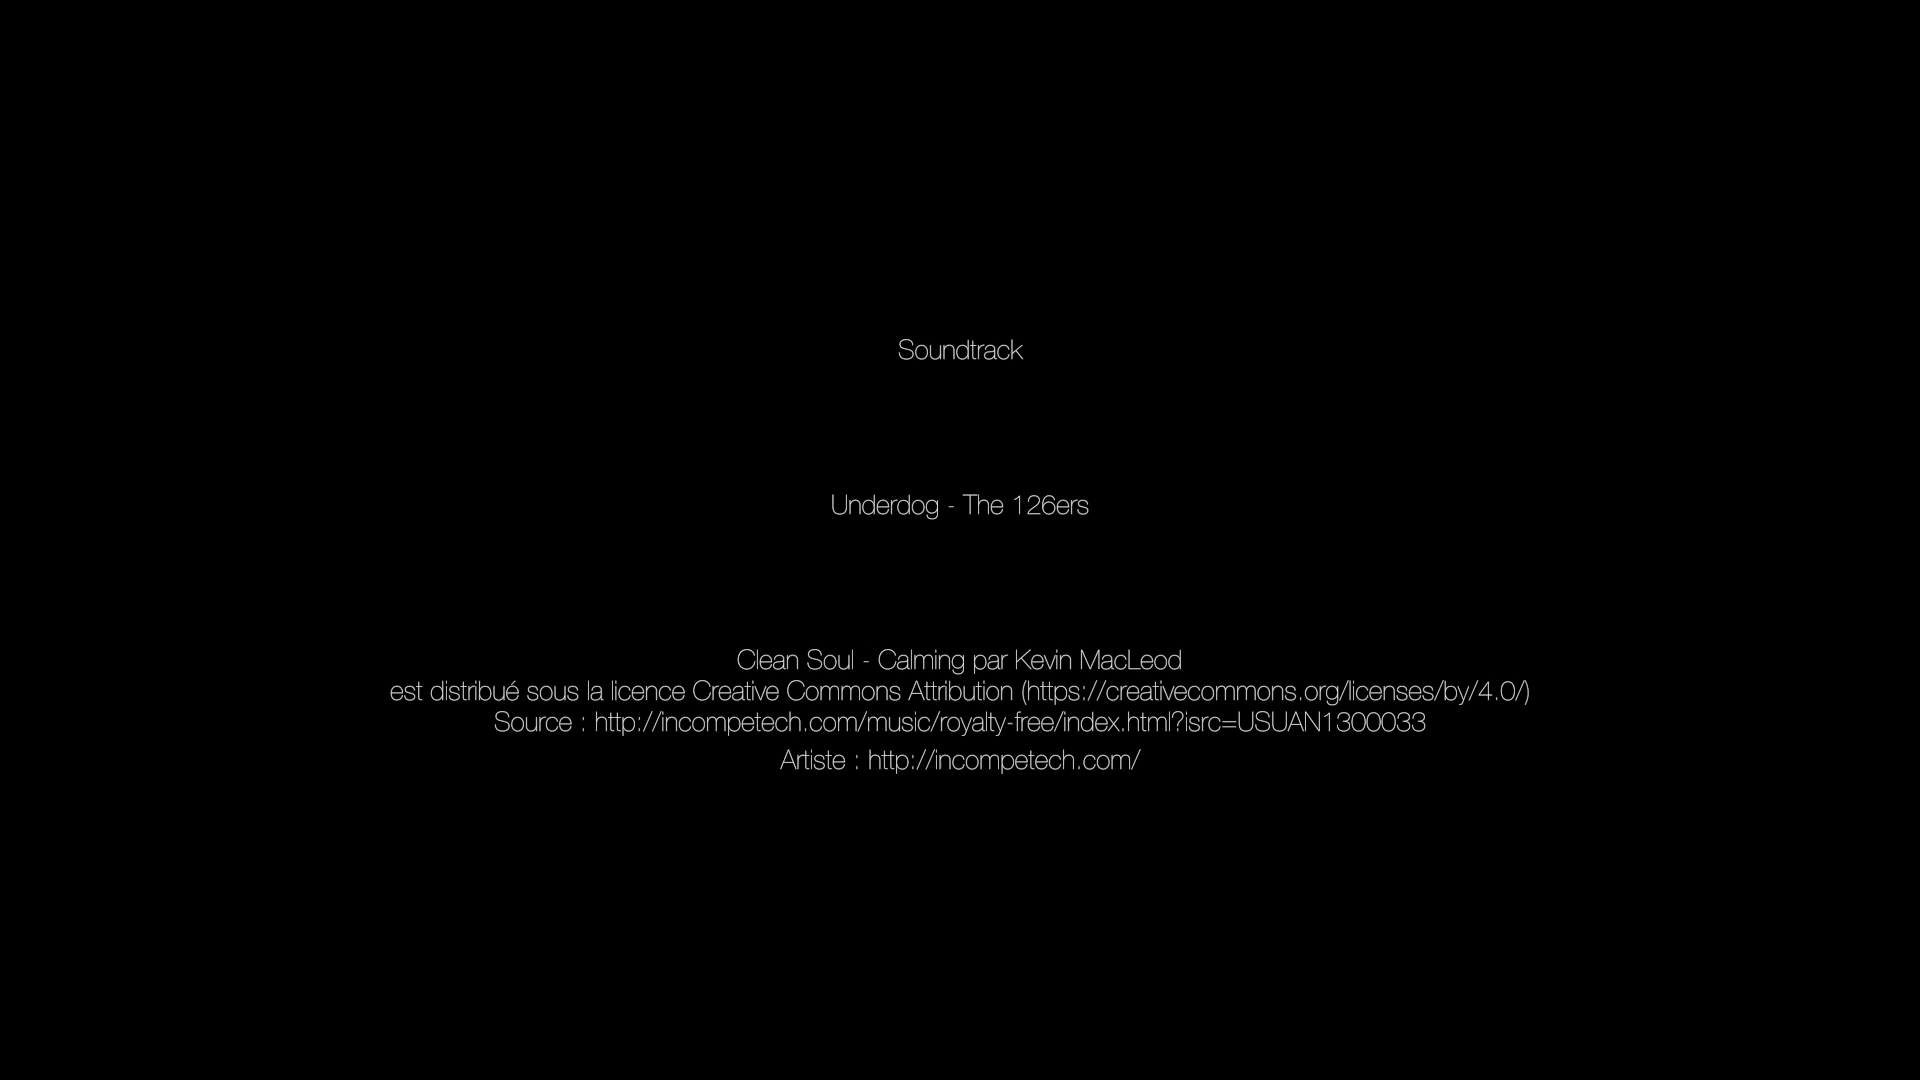 Soundtrack
Underdog - The 126ers
Clean Soul - Calming par Kevin MacLeod
est distribué sous la licence Creative Commons Attribution (https://creativecommons.org/licenses/by/4.0/)
Source : http://incompetech.com/music/royalty-free/index.html?isrc=USUAN1300033
Artiste : http://incompetech.com/